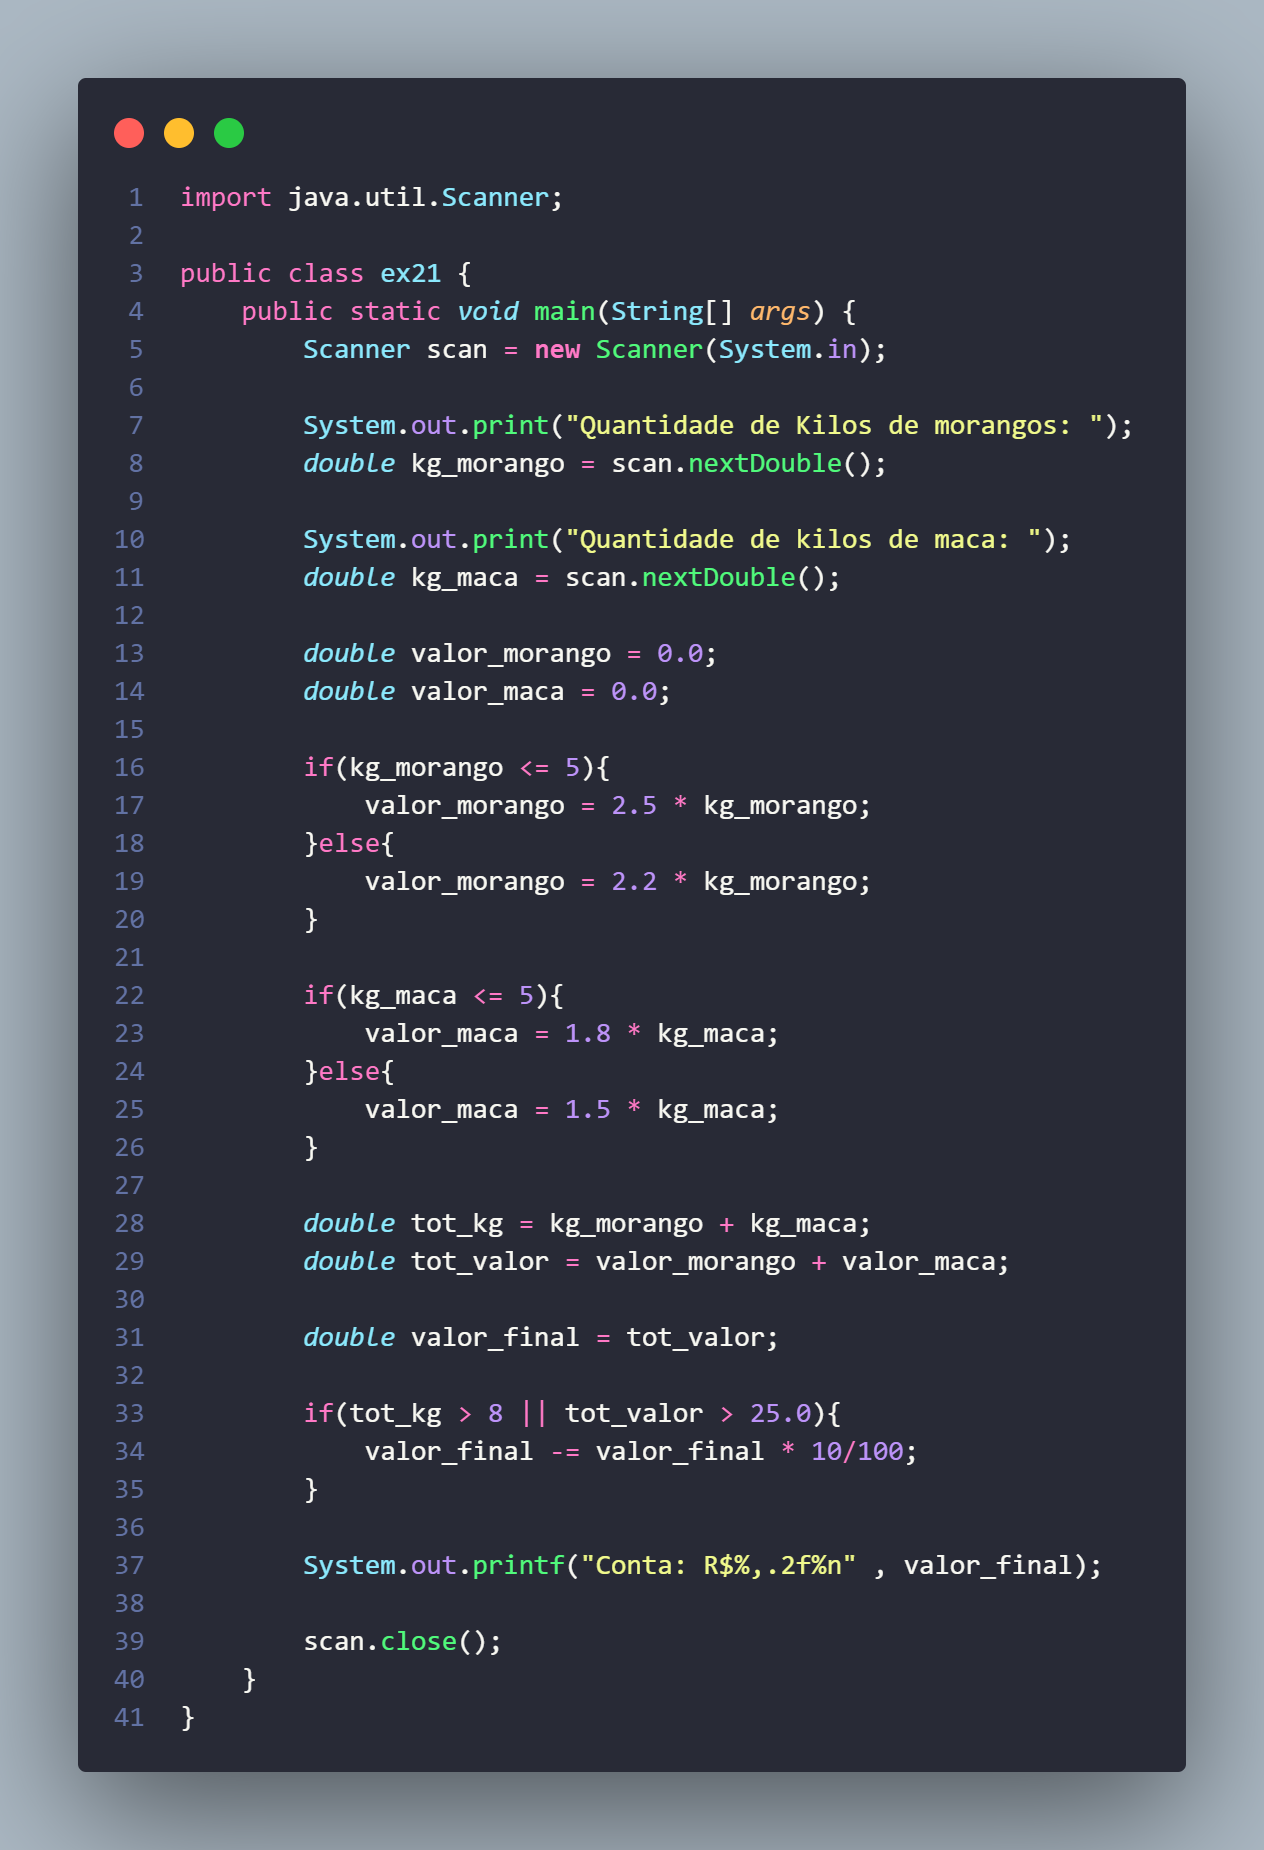 1 import java.util.Scanner;
2
3 public class ex21 {
4     public static void main(String[] args) {
5         Scanner scan = new Scanner(System.in);
6
7         System.out.print("Quantidade de Kilos de morangos: ");
8         double kg_morango = scan.nextDouble();
9
10         System.out.print("Quantidade de kilos de maca: ");
11         double kg_maca = scan.nextDouble();
12
13         double valor_morango = 0.0;
14         double valor_maca = 0.0;
15
16         if(kg_morango <= 5){
17             valor_morango = 2.5 * kg_morango;
18         }else{
19             valor_morango = 2.2 * kg_morango;
20         }
21
22         if(kg_maca <= 5){
23             valor_maca = 1.8 * kg_maca;
24         }else{
25             valor_maca = 1.5 * kg_maca;
26         }
27
28         double tot_kg = kg_morango + kg_maca;
29         double tot_valor = valor_morango + valor_maca;
30
31         double valor_final = tot_valor;
32
33         if(tot_kg > 8 || tot_valor > 25.0){
34             valor_final -= valor_final * 10/100;
35         }
36
37         System.out.printf("Conta: R$%,.2f%n" , valor_final);
38
39         scan.close();
40     }
41 }